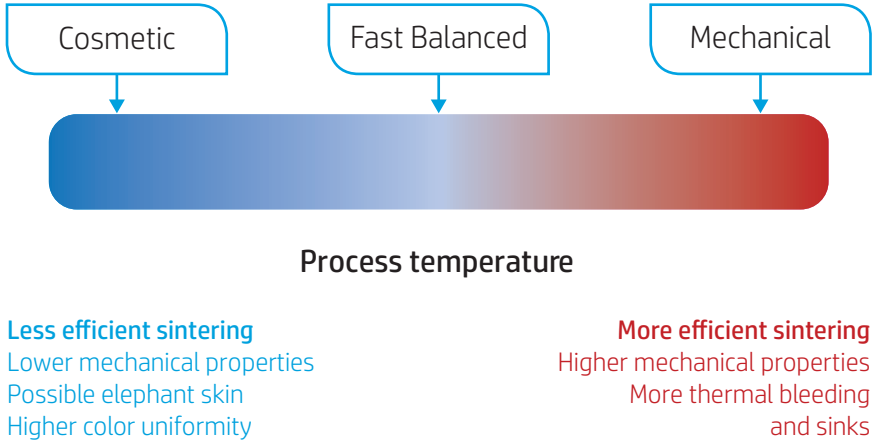 Cosmetic
Fast Balanced
Mechanical
Process temperature
Less efficient sintering
Lower mechanical properties
Possible elephant skin
Higher color uniformity
More efficient sintering
Higher mechanical properties
More thermal bleeding
and sinks